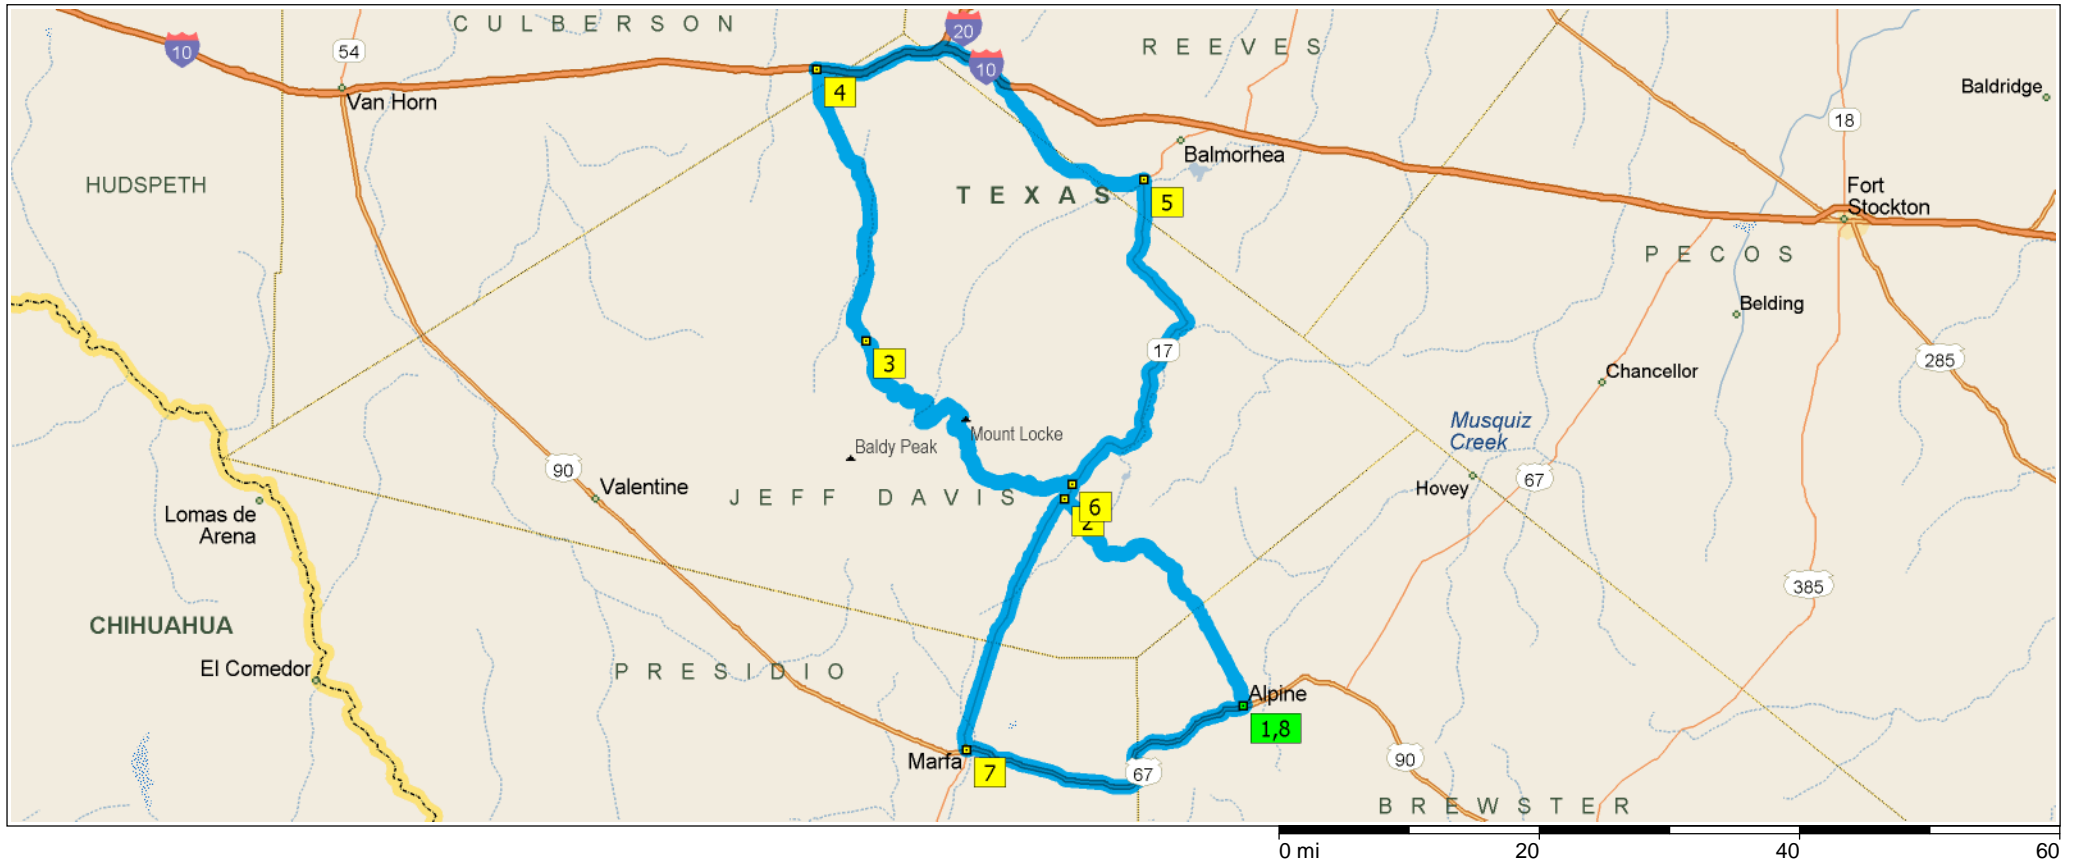 CULBERSON
20
REEVES
10
54
10
Baldridge
4
Van Horn
18
Balmorhea
HUDSPETH
TEXAS
Fort
Stockton
5
PECOS
Belding
17
3
285
Chancellor
Musquiz
Creek
Mount Locke
Baldy Peak
90
Valentine
JEFF DAVIS
Hovey
67
6
2
Lomas de
Arena
385
CHIHUAHUA
El Comedor
PRESIDIO
Alpine
1,8
Marfa
7
67
90
BREWSTER
0 mi
20
40
60